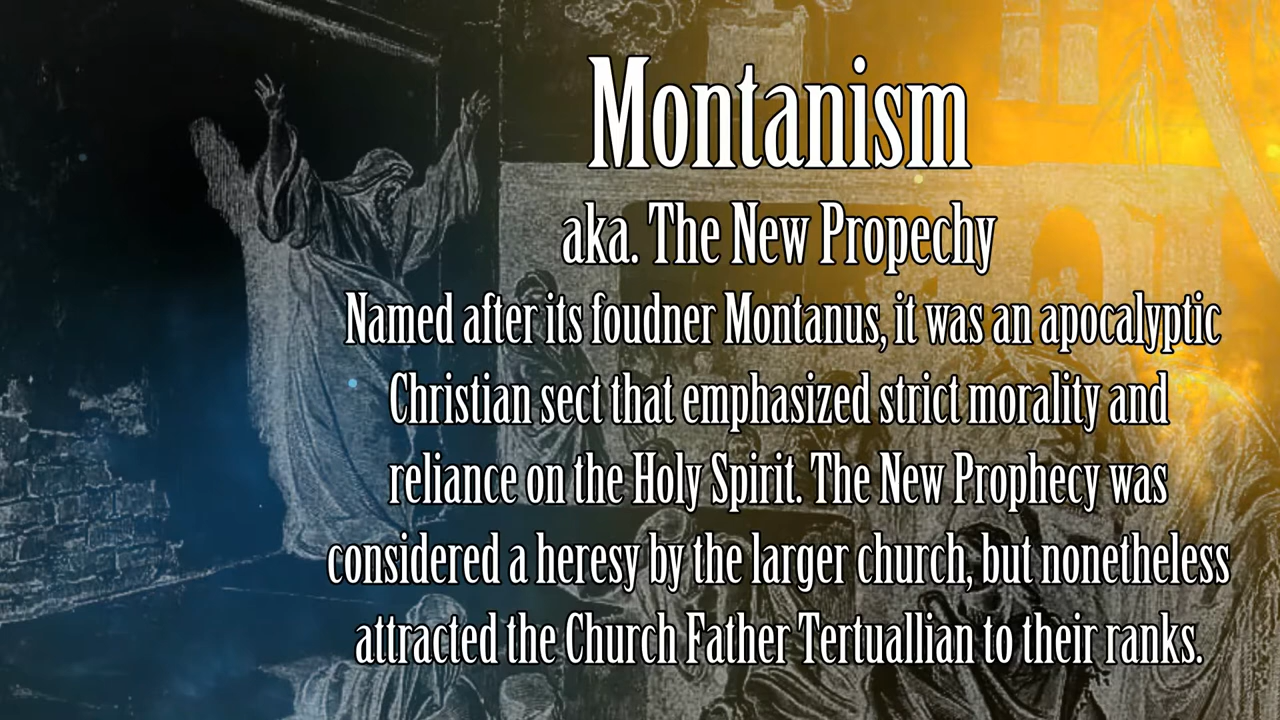 Montanism
aka. The New Propechy
Named after its foudner Montanus, it was an apocalyptic
Christian sect that emphasized strict morality and
reliance on the Holy Spirit. The New Prophecy was
considered a heresy by the larger church, but nonetheless
attracted the Church Father Tertuallian to their ranks.